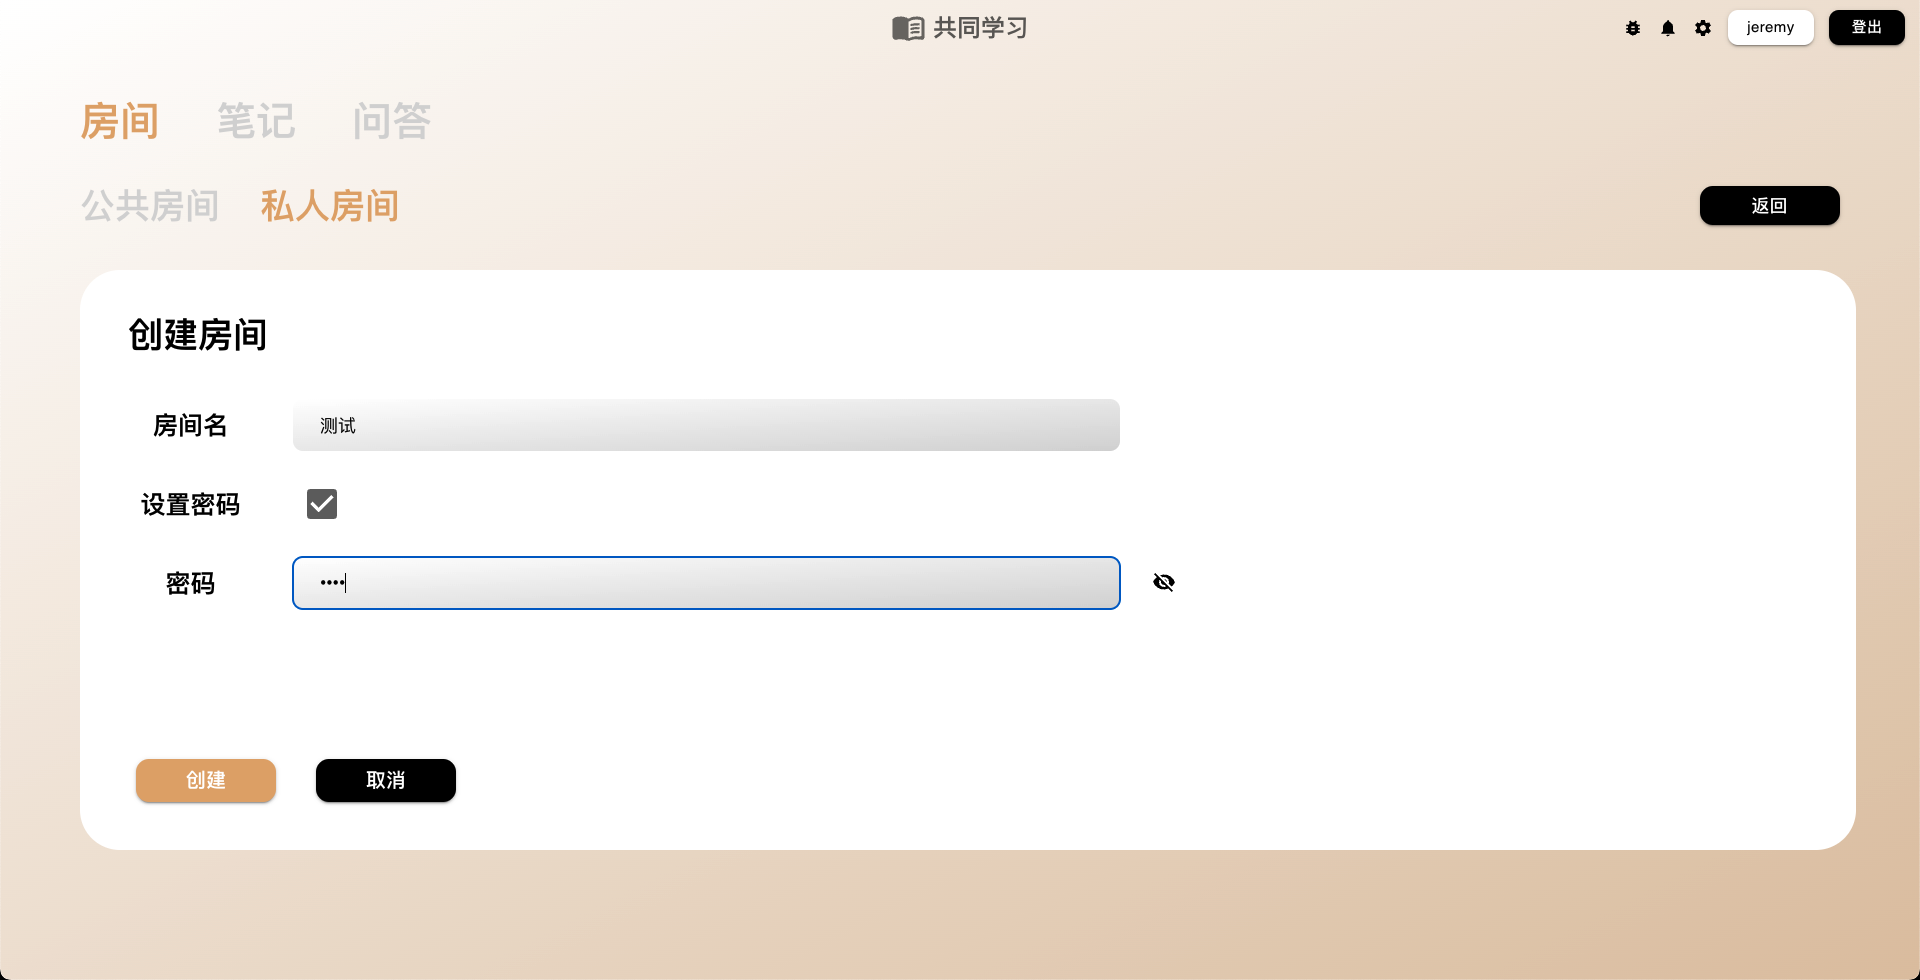 共同学习
jeremy
登出
房间 笔记 问答
公共房间 私人房间
返回
创建房间
房间名 测试
设置密码
密码 ••••
创建 取消